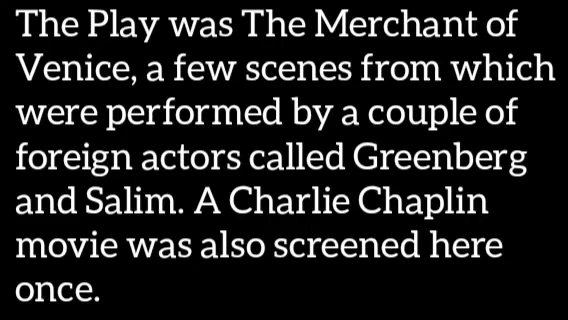 The Play was The Merchant of
Venice, a few scenes from which
were performed by a couple of
foreign actors called Greenberg
and Salim. A Charlie Chaplin
movie was also screened here
once.